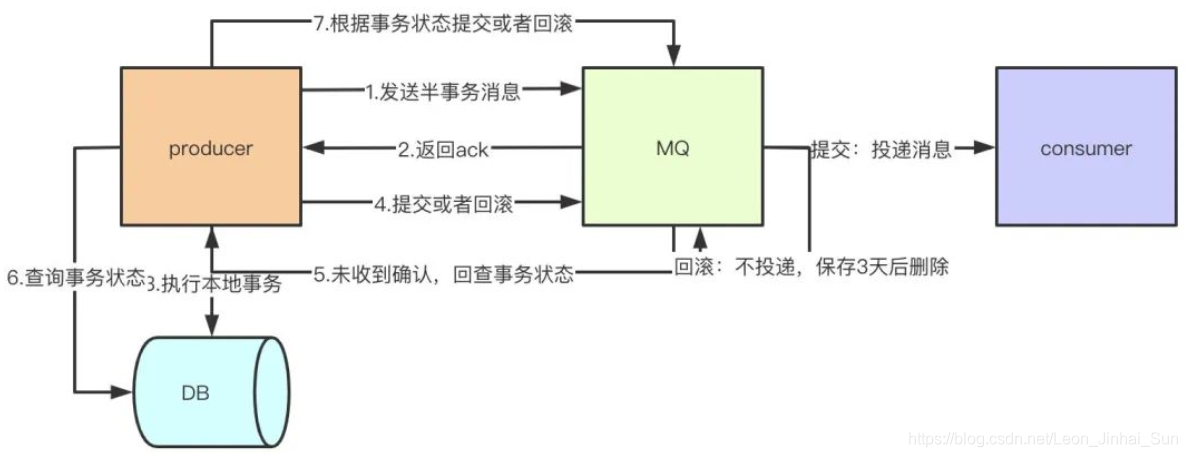 7.根据事务状态提交或者回滚
1.发送半事务消息
producer
2.返回ack
MQ
提交：投递消息
consumer
4.提交或者回滚
6.查询事务状态
3.执行本地事务
5.未收到确认，回查事务状态
回滚：不投递，保存3天后删除
DB
https://blog.csdn.net/Leon_Jinhai_Sun